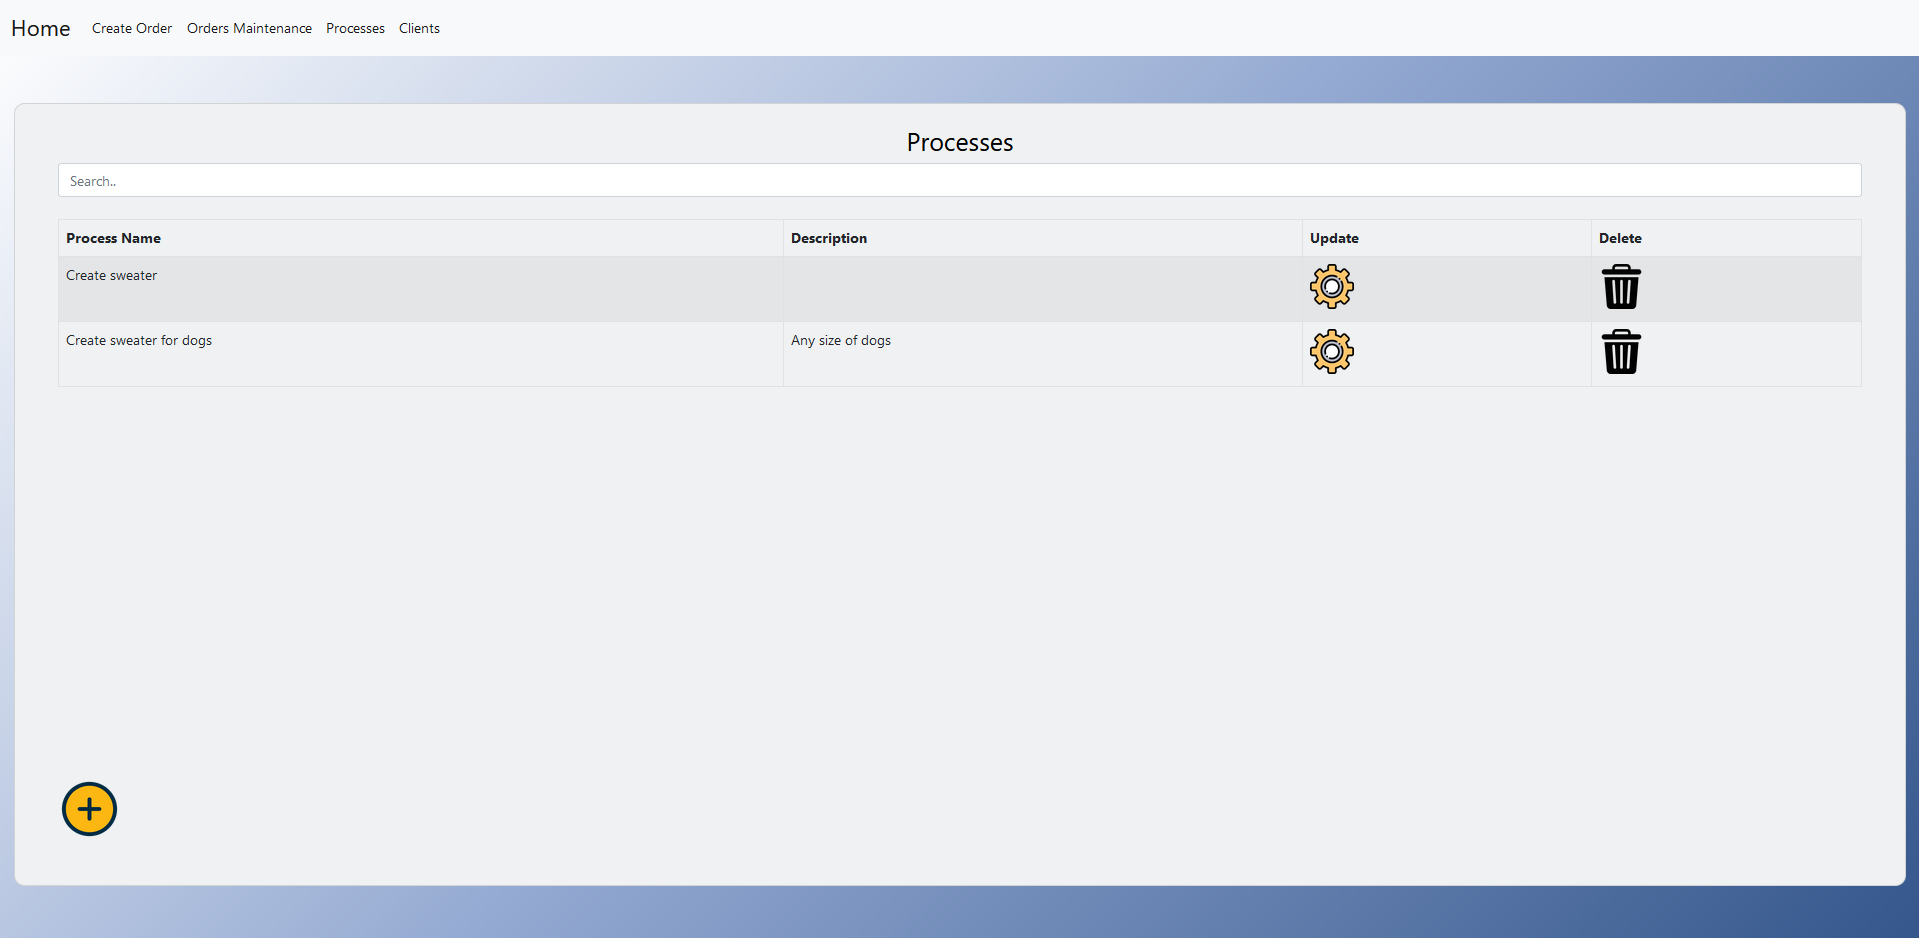 Home Create Order Orders Maintenance Processes Clients
Processes
Search..
Process Name Description Update Delete
Create sweater
Create sweater for dogs Any size of dogs